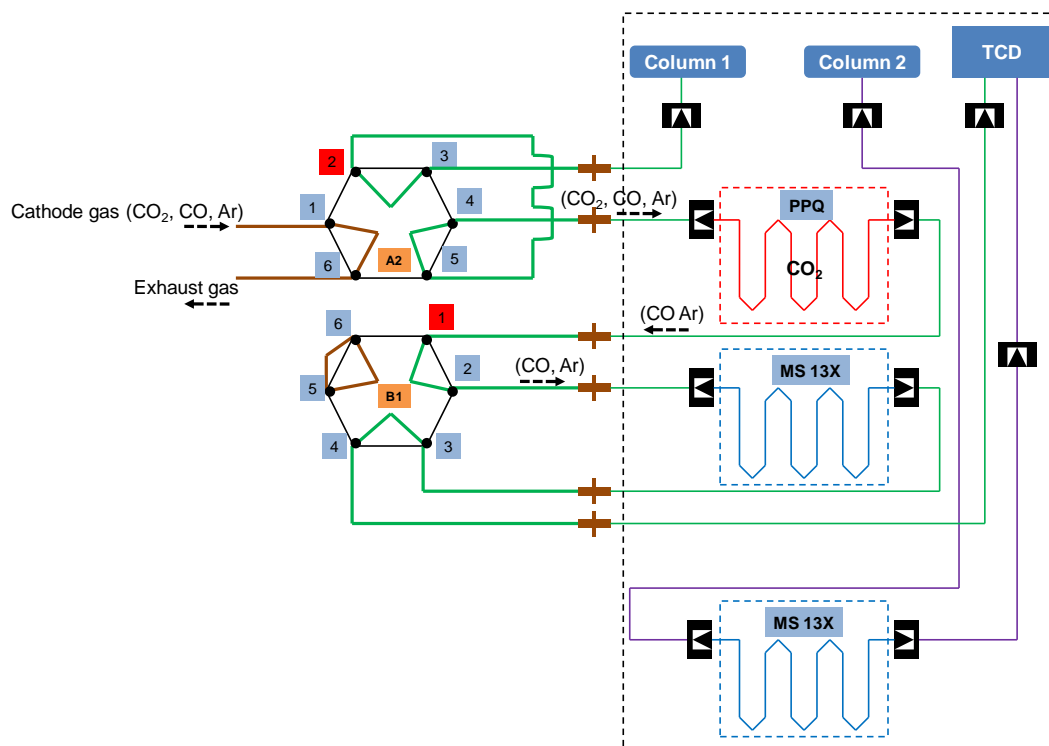 Column 1
Column 2
TCD
2
3
1
4
Cathode gas (CO₂, CO, Ar)
(CO₂, CO, Ar)
PPQ
A2
6
5
CO₂
Exhaust gas
6
1
(CO Ar)
2
(CO, Ar)
MS 13X
5
B1
4
3
MS 13X